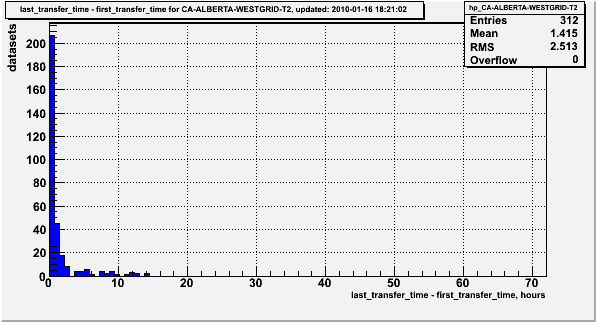 last_transfer_time - first_transfer_time for CA-ALBERTA-WESTGRID-T2, updated: 2010-01-16 18:21:02
hp_CA-ALBERTA-WESTGRID-T2
Entries 312
Mean 1.415
RMS 2.513
Overflow 0
datasets
200
180
160
140
120
100
80
60
40
20
0
0 10 20 30 40 50 60 70
last_transfer_time - first_transfer_time, hours